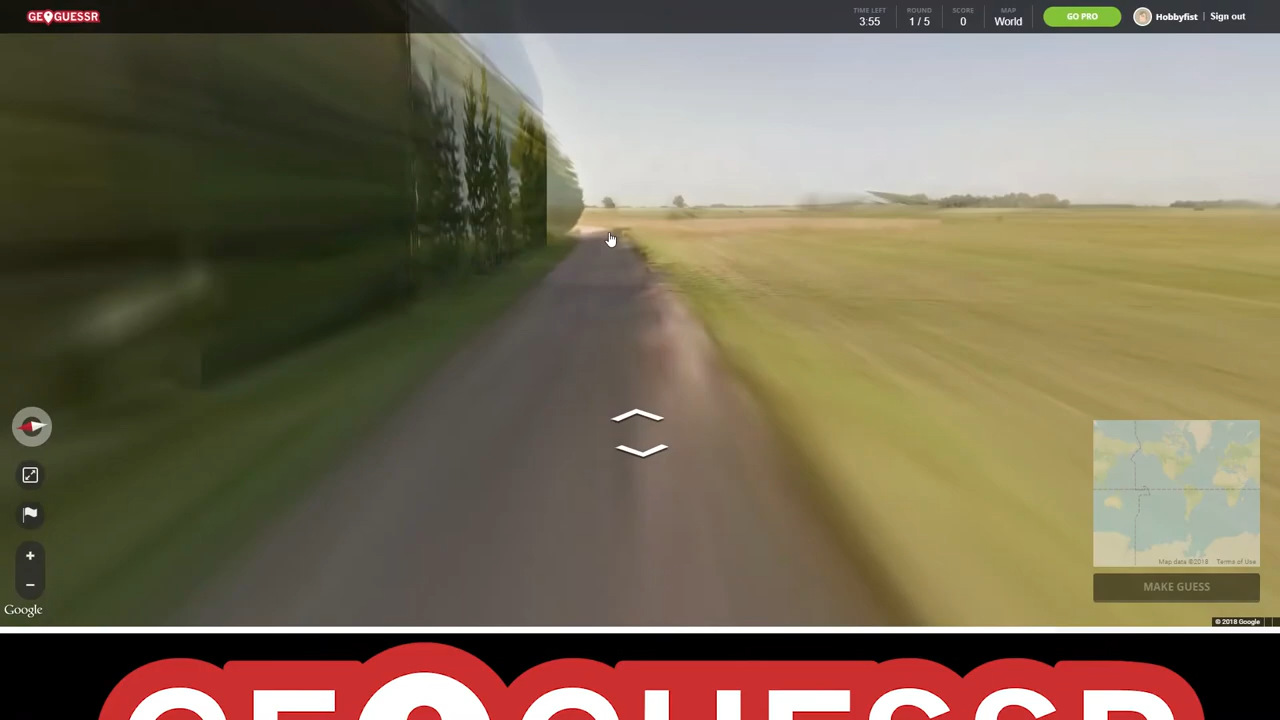 GEOGUESSR
TIME LEFT
3:55
ROUND
1 / 5
SCORE
0
MAP
World
GO PRO
Hobbyfist | Sign out
Map data ©2018 Terms of Use
MAKE GUESS
Google
© 2018 Google
GEOGUESSR